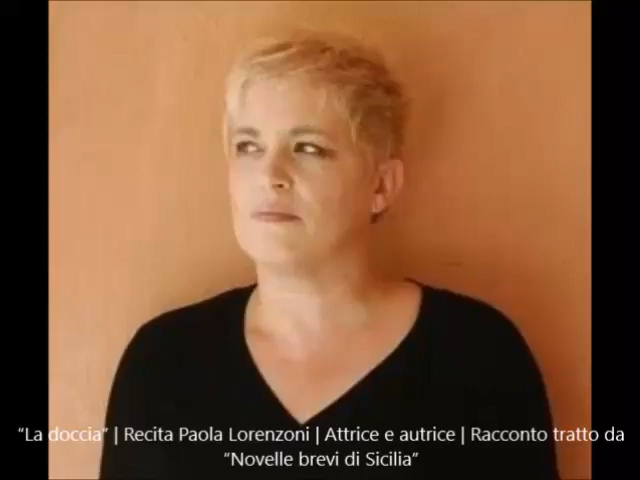 “La doccia” | Recita Paola Lorenzoni | Attrice e autrice | Racconto tratto da
“Novelle brevi di Sicilia”